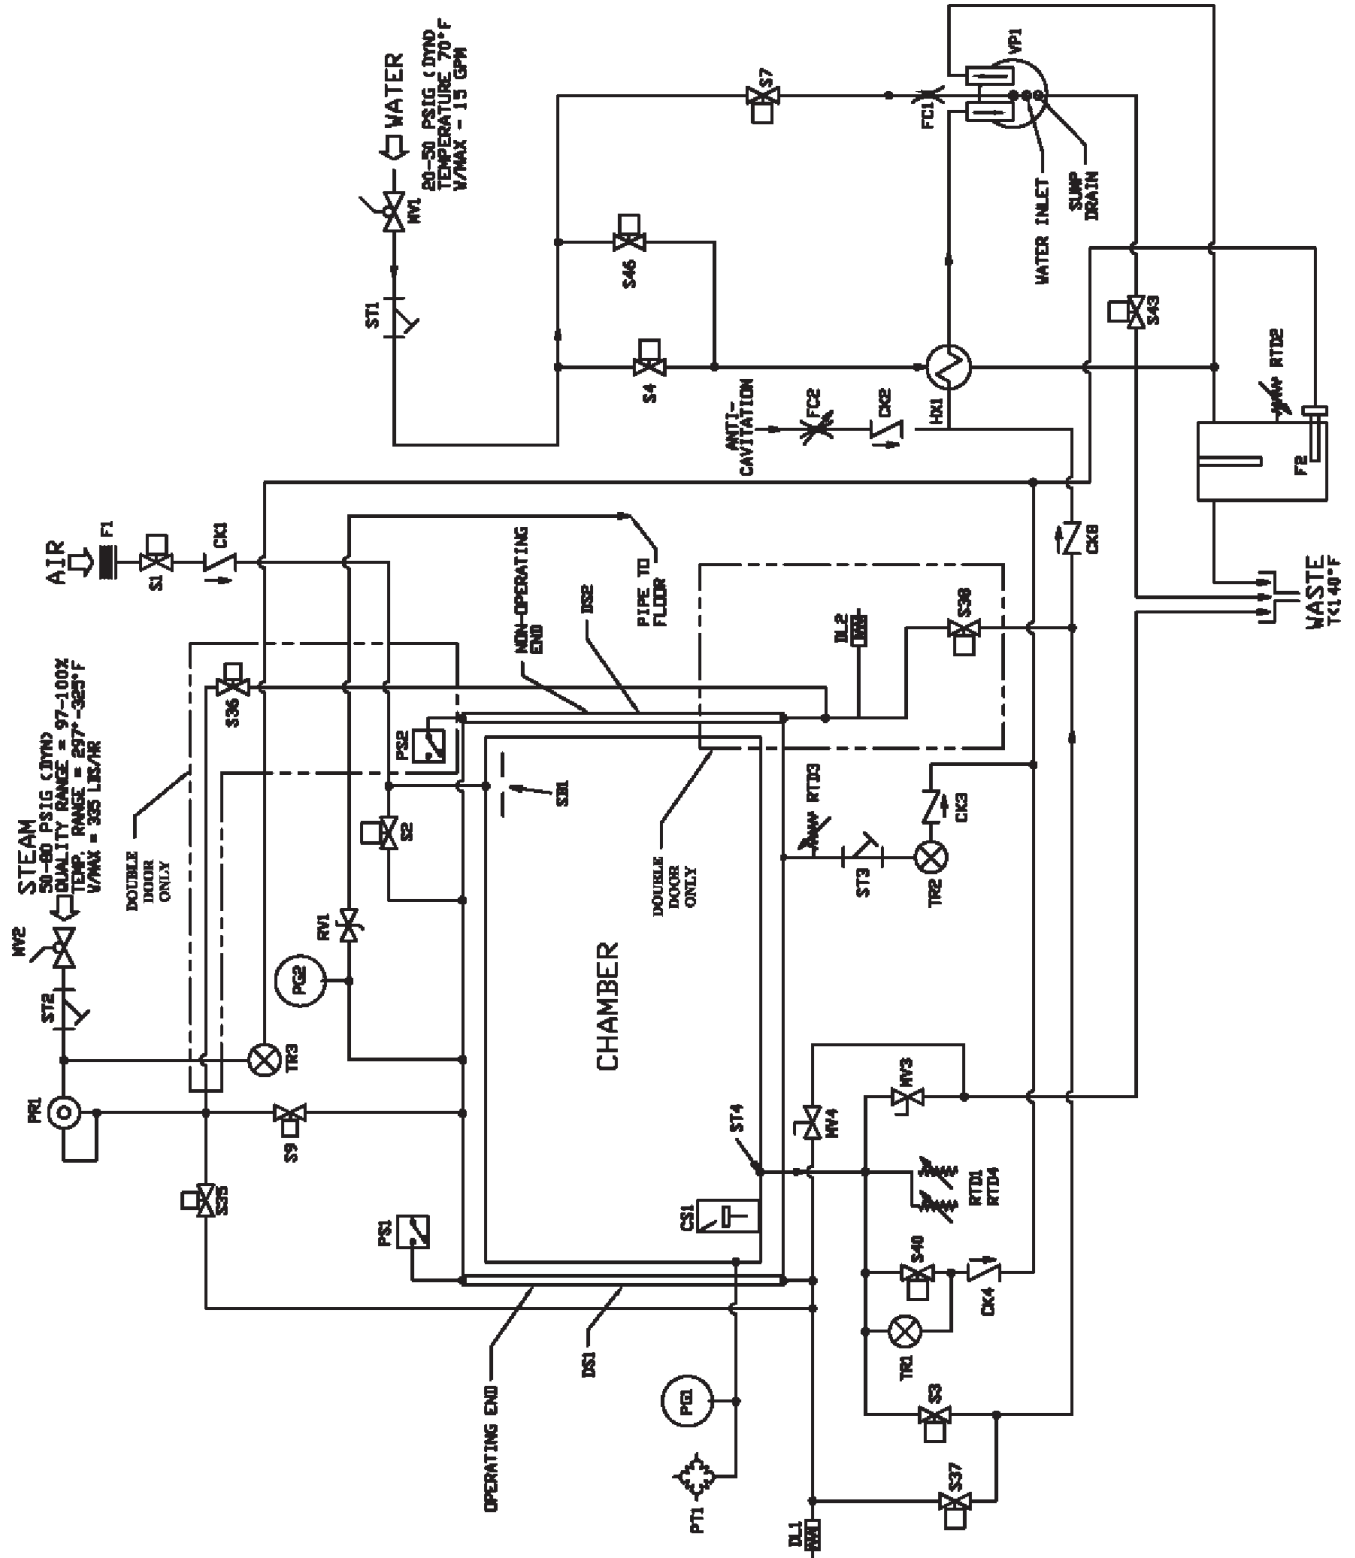 WATER
20-50 PSIG (DYN)
TEMPERATURE 70°F
V/MAX - 15 GPM
MV1
ST1
S7
FC1
VP1
WATER INLET
SUMP
DRAIN
S46
S4
HX1
ANTI-
CAVITATION
FC2
CK2
S43
RTD2
F2
WASTE
T<140°F
CK8
AIR
F1
S1
CK1
NON-OPERATING
END
DS2
PIPE TO
FLOOR
DL2
S38
STEAM
50-80 PSIG (DYN)
QUALITY RANGE = 97-100%
TEMP. RANGE = 297°-325°F
V/MAX = 335 LBS/HR
DOUBLE
DOOR
ONLY
S36
PS2
S2
SB1
MV2
ST2
RV1
PG2
TR3
PR1
S9
S35
PS1
CHAMBER
DOUBLE
DOOR
ONLY
RTD3
ST3
TR2
CK3
ST4
CS1
MV4
MV3
RTD1
RTD4
S40
CK4
TR1
S3
S37
OPERATING END
DS1
PG1
PT1
DL1